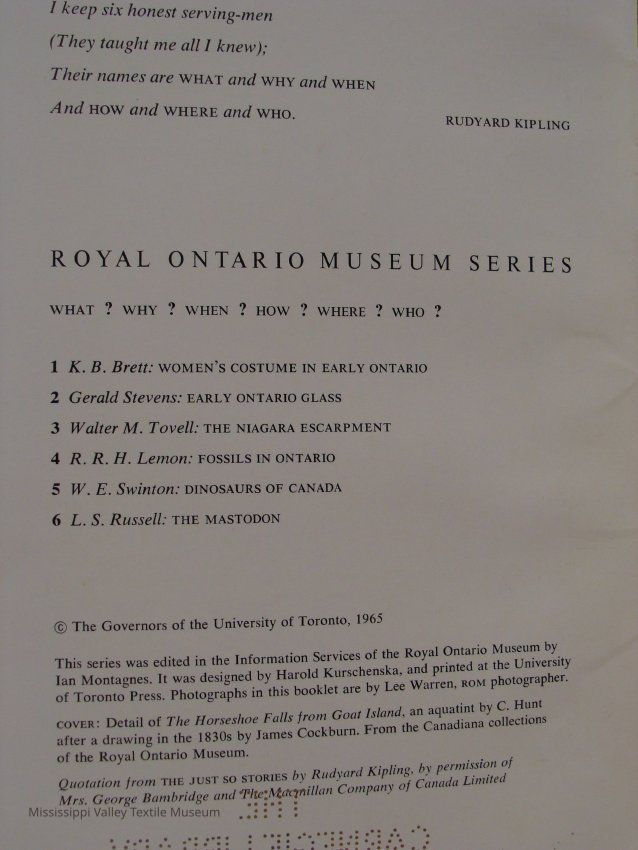 I keep six honest serving-men
(They taught me all I knew);
Their names are WHAT and WHY and WHEN
And HOW and WHERE and WHO.
RUDYARD KIPLING
ROYAL ONTARIO MUSEUM SERIES
WHAT ? WHY ? WHEN ? HOW ? WHERE ? WHO ?
1 K. B. Brett: WOMEN'S COSTUME IN EARLY ONTARIO
2 Gerald Stevens: EARLY ONTARIO GLASS
3 Walter M. Tovell: THE NIAGARA ESCARPMENT
4 R. R. H. Lemon: FOSSILS IN ONTARIO
5 W. E. Swinton: DINOSAURS OF CANADA
6 L. S. Russell: THE MASTODON
© The Governors of the University of Toronto, 1965
This series was edited in the Information Services of the Royal Ontario Museum by
Ian Montagnes. It was designed by Harold Kurschenska, and printed at the University
of Toronto Press. Photographs in this booklet are by Lee Warren, ROM photographer.
COVER: Detail of The Horseshoe Falls from Goat Island, an aquatint by C. Hunt
after a drawing in the 1830s by James Cockburn. From the Canadiana collections
of the Royal Ontario Museum.
Quotation from THE JUST SO STORIES by Rudyard Kipling, by permission of
Mrs. George Bambridge and The Macmillan Company of Canada Limited
Mississippi Valley Textile Museum